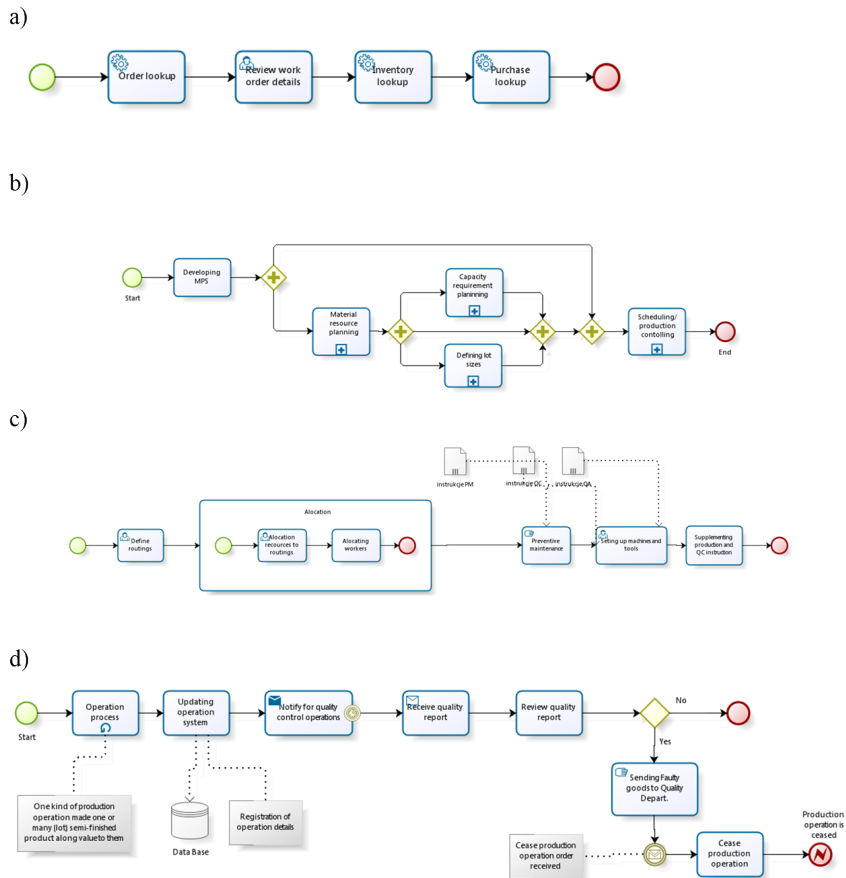 a)
Order lookup
Review work
order details
Inventory
lookup
Purchase
lookup
b)
Start
Developing
MPS
Material
resource
planning
Capacity
requirement
planinning
Defining lot
sizes
Scheduling/
production
contolling
End
c)
instrukcje PM
instrukcje QC
instrukcje QA
Define
routings
Alocation
Alocation
recources to
routings
Alocating
workers
Preventive
maintenance
Seting up machines and
tools
Supplementing
production and
QC instruction
d)
Start
Operation
process
Updating
operation
system
Notify for quality
control operations
Receive quality
report
Review quality
report
No
Yes
One kind of production
operation made one or
many (lot) semi-finished
product along value to them
Data Base
Registration of
operation details
Sending Faulty
goods to Quality
Depart.
Cease production
operation order
received
Cease
production
operation
Production
operation is
ceased